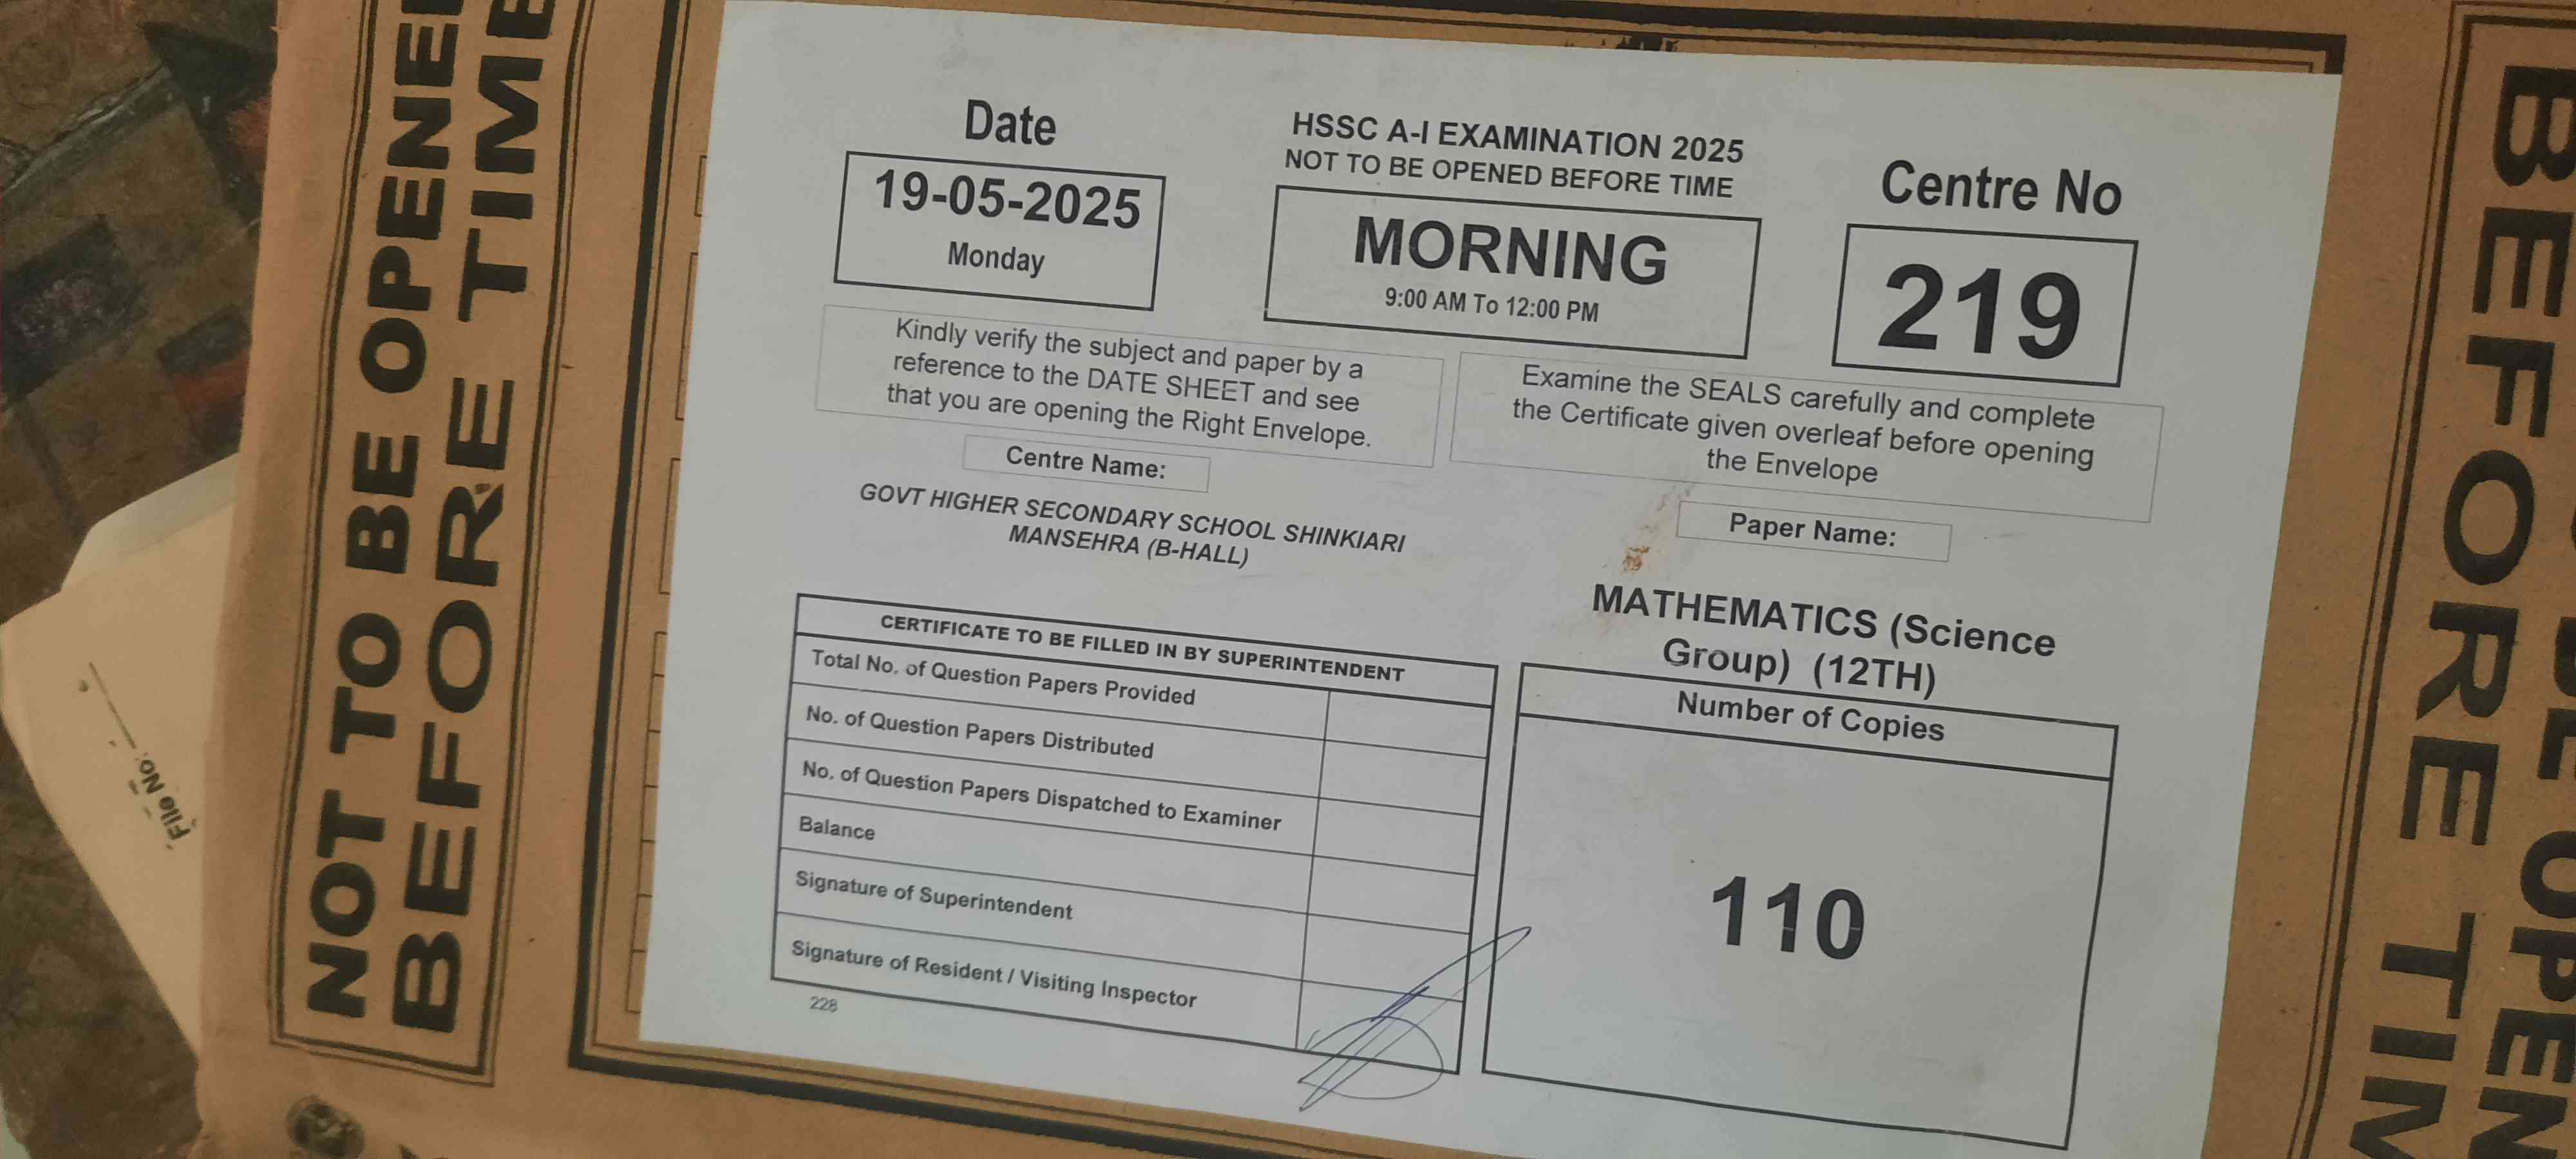 NOT TO BE OPENE
BEFORE TIME
Date
19-05-2025
Monday
HSSC A-I EXAMINATION 2025
NOT TO BE OPENED BEFORE TIME
MORNING
9:00 AM To 12:00 PM
Centre No
219
Kindly verify the subject and paper by a
reference to the DATE SHEET and see
that you are opening the Right Envelope.
Examine the SEALS carefully and complete
the Certificate given overleaf before opening
the Envelope
Centre Name:
GOVT HIGHER SECONDARY SCHOOL SHINKIARI
MANSEHRA (B-HALL)
Paper Name:
MATHEMATICS (Science
Group) (12TH)
CERTIFICATE TO BE FILLED IN BY SUPERINTENDENT
Total No. of Question Papers Provided
No. of Question Papers Distributed
No. of Question Papers Dispatched to Examiner
Balance
Signature of Superintendent
Signature of Resident / Visiting Inspector
228
Number of Copies
110
File No.
BE OPEN
BEFORE TIM